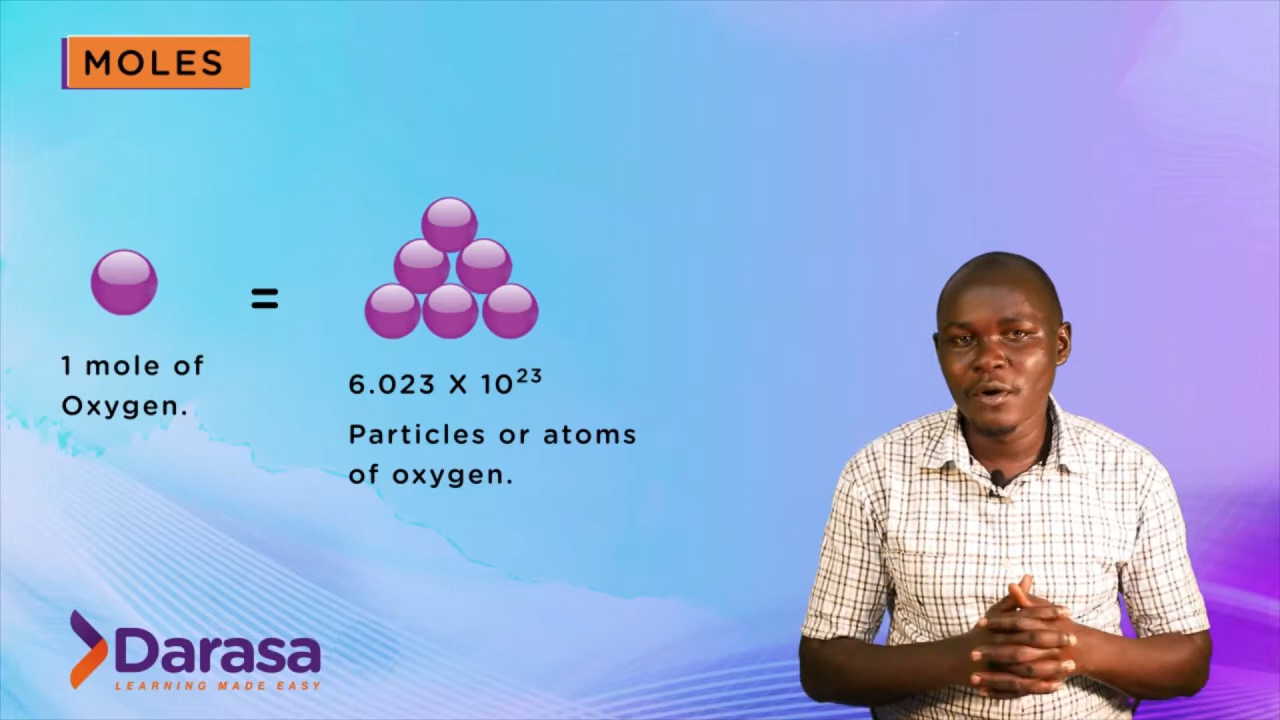 MOLES
=
1 mole of
Oxygen.
6.023 X 10²³
Particles or atoms
of oxygen.
Darasa
LEARNING MADE EASY